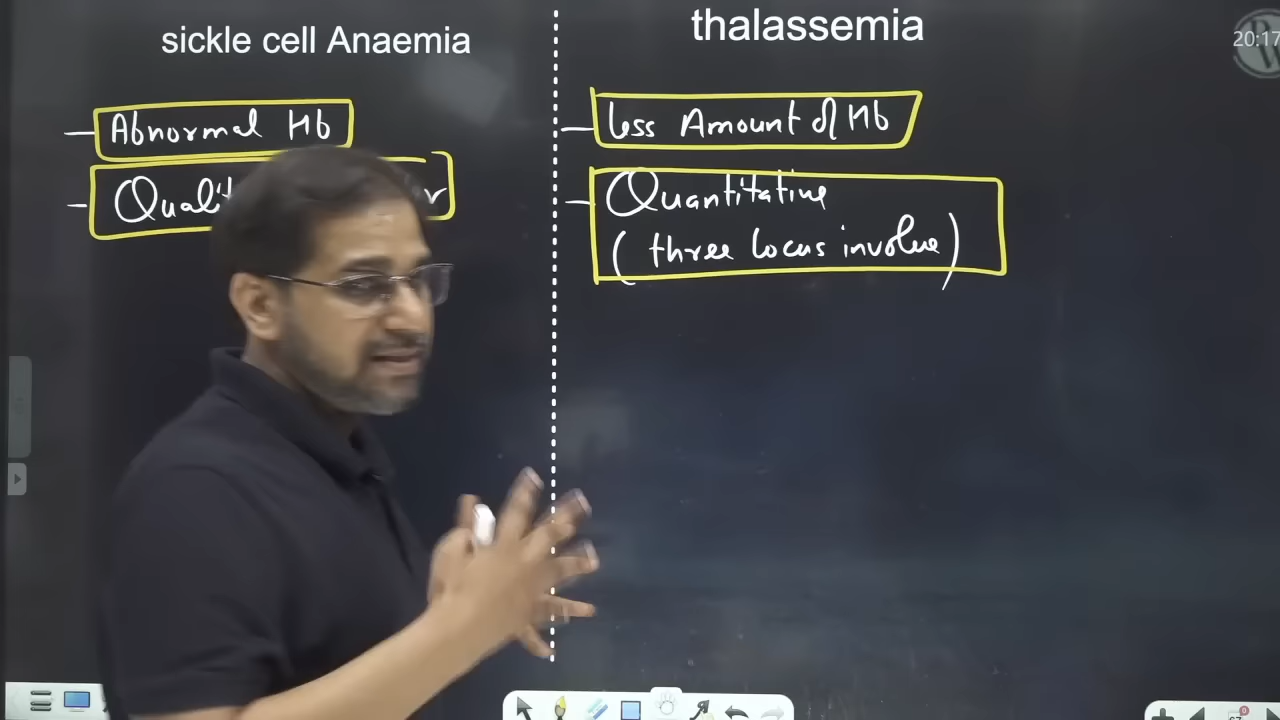 sickle cell Anaemia
thalassemia
20:17
– Abnormal Hb
– less Amount of Hb
– Quantitative
(three locus involve)